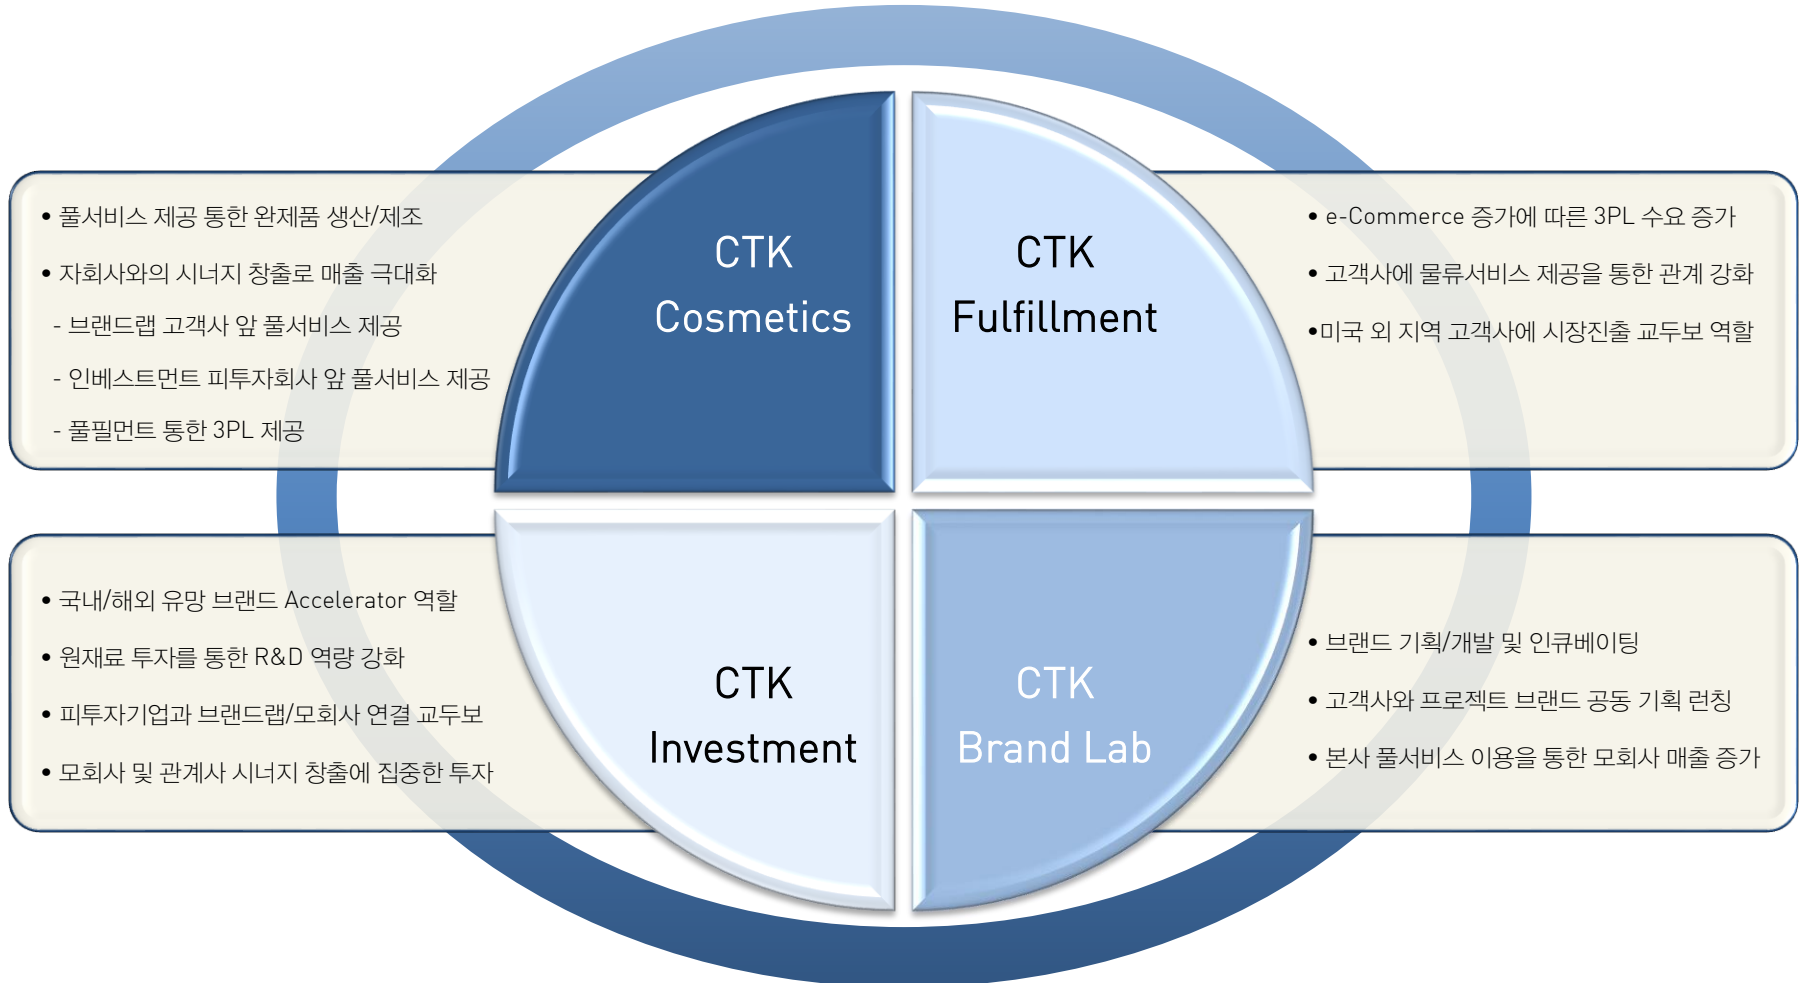 • 풀서비스 제공 통한 완제품 생산/제조
• 자회사와의 시너지 창출로 매출 극대화
- 브랜드랩 고객사 앞 풀서비스 제공
- 인베스트먼트 피투자회사 앞 풀서비스 제공
- 풀필먼트 통한 3PL 제공
CTK
Cosmetics
CTK
Fulfillment
• e-Commerce 증가에 따른 3PL 수요 증가
• 고객사에 물류서비스 제공을 통한 관계 강화
•미국 외 지역 고객사에 시장진출 교두보 역할
• 국내/해외 유망 브랜드 Accelerator 역할
• 원재료 투자를 통한 R&D 역량 강화
• 피투자기업과 브랜드랩/모회사 연결 교두보
• 모회사 및 관계사 시너지 창출에 집중한 투자
CTK
Investment
CTK
Brand Lab
• 브랜드 기획/개발 및 인큐베이팅
• 고객사와 프로젝트 브랜드 공동 기획 런칭
• 본사 풀서비스 이용을 통한 모회사 매출 증가